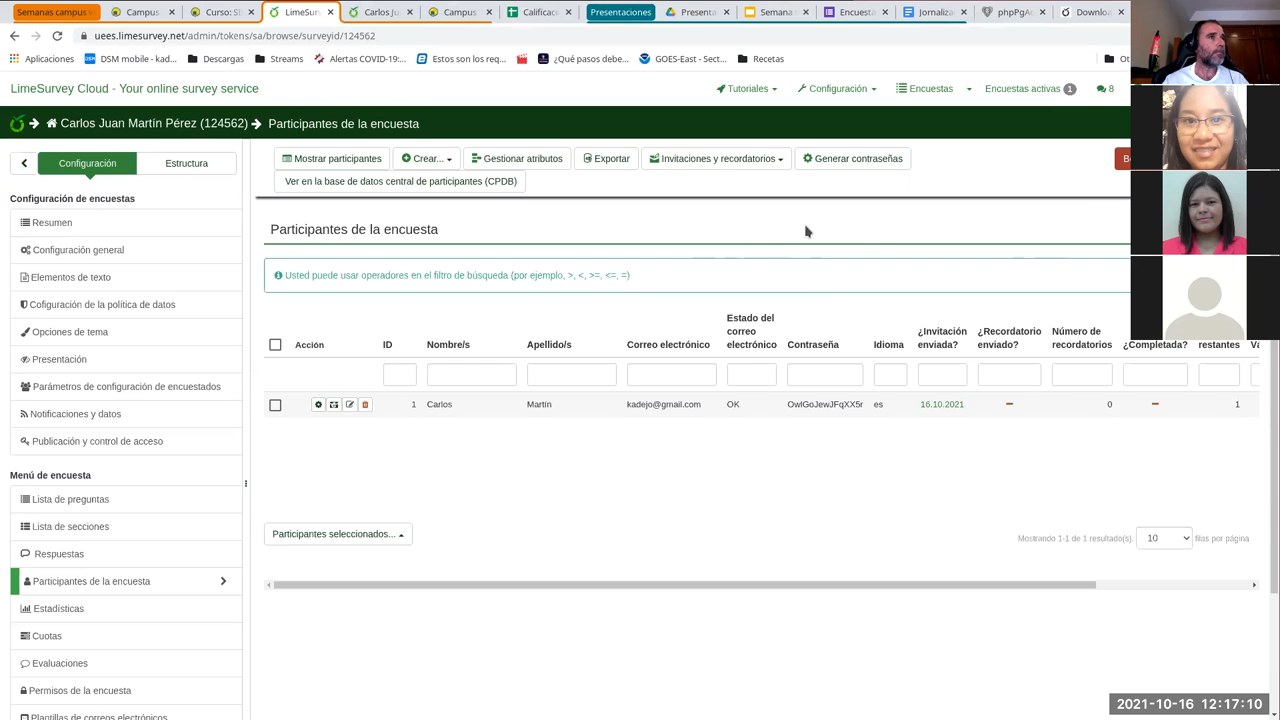 Semanas campus v
Campus
Curso: SE
LimeSurv
Carlos Ju
Campus
Calificac
Presentaciones
Presenta
Semana
Encuesta
Jornaliza
phpPgA
Downloa
uees.limesurvey.net/admin/tokens/sa/browse/surveyid/124562
Aplicaciones
DSM mobile - kad...
Descargas
Streams
Alertas COVID-19:...
Estos son los req...
¿Qué pasos debe...
GOES-East - Sect...
Recetas
LimeSurvey Cloud - Your online survey service
Tutoriales
Configuración
Encuestas
Encuestas activas 1
8
Carlos Juan Martín Pérez (124562)
Participantes de la encuesta
Configuración
Estructura
Mostrar participantes
Crear...
Gestionar atributos
Exportar
Invitaciones y recordatorios
Generar contraseñas
Ver en la base de datos central de participantes (CPDB)
Configuración de encuestas
Resumen
Configuración general
Elementos de texto
Cofiguración de la política de datos
Opciones de tema
Presentación
Parámetros de configuración de encuestados
Notificaciones y datos
Publicación y control de acceso
Menú de encuesta
Lista de preguntas
Lista de secciones
Respuestas
Participantes de la encuesta
Estadísticas
Cuotas
Evaluaciones
Permisos de la encuesta
Plantillas de correos electrónicos
Participantes de la encuesta
Usted puede usar operadores en el filtro de búsqueda (por ejemplo, >, <, >=, <=, =)
Acción
ID
Nombre/s
Apellido/s
Correo electrónico
Estado del
correo
electrónico
Contraseña
Idioma
¿Invitación
enviada?
¿Recordatorio
enviado?
Número de
recordatorios
¿Completada?
restantes
1
Carlos
Martín
kadejo@gmail.com
OK
OwlGoJewJFqXX5r
es
16.10.2021
0
1
Participantes seleccionados...
Mostrando 1-1 de 1 resultado(s).
10
filas por página
2021-10-16 12:17:10